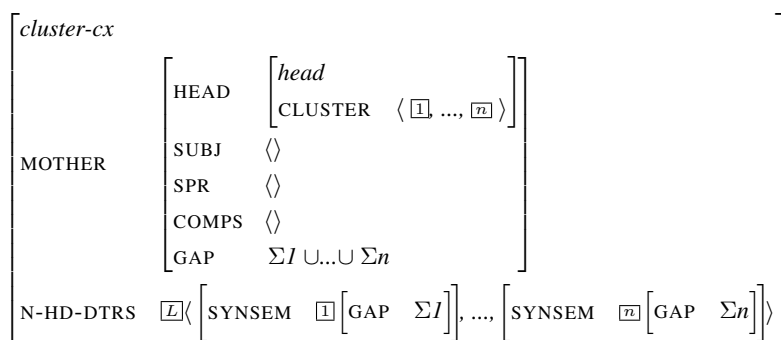 cluster-cx
HEAD head
CLUSTER ⟨ 1, ..., n ⟩
SUBJ ⟨⟩
MOTHER SPR ⟨⟩
COMPS ⟨⟩
GAP Σ1 ∪...∪ Σn
N-HD-DTRS L⟨ [SYNSEM 1[GAP Σ1]], ..., [SYNSEM n[GAP Σn]]⟩